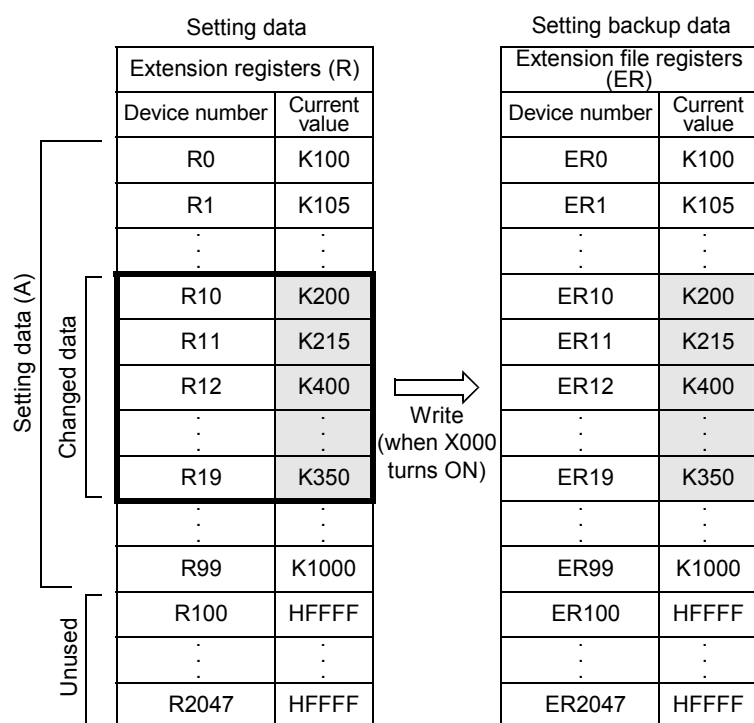 Setting data
Setting backup data
Extension registers (R)
Extension file registers
(ER)
Device number
Current
value
Device number
Current
value
R0 K100 ER0 K100
R1 K105 ER1 K105
: : : :
R10 K200 ER10 K200
R11 K215 ER11 K215
R12 K400 ER12 K400
: : : :
R19 K350 ER19 K350
: : : :
R99 K1000 ER99 K1000
R100 HFFFF ER100 HFFFF
: : : :
R2047 HFFFF ER2047 HFFFF
Setting data (A)
Changed data
Unused
Write
(when X000
turns ON)